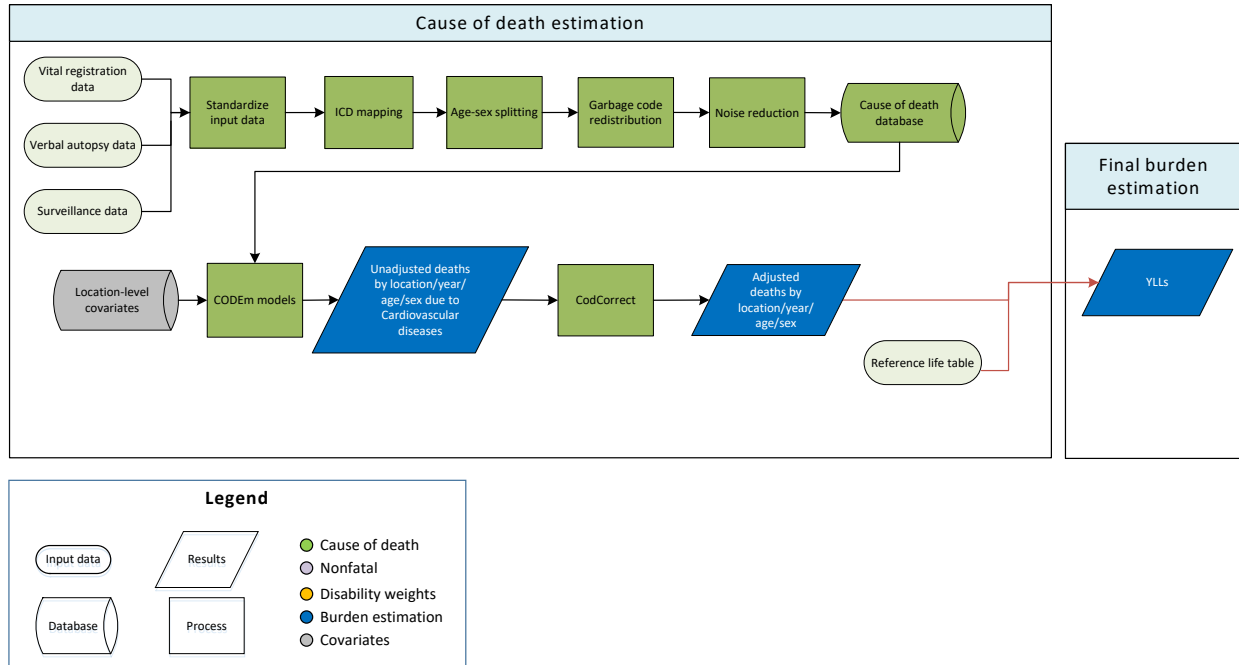 Cause of death estimation
Vital registration
data
Verbal autopsy data
Surveillance data
Standardize
input data
ICD mapping
Age-sex splitting
Garbage code
redistribution
Noise reduction
Cause of death
database
Final burden
estimation
Location-level
covariates
CODEm models
Unadjusted deaths
by location/year/
age/sex due to
Cardiovascular
diseases
CodCorrect
Adjusted
deaths by
location/year/
age/sex
Reference life table
YLLs
Legend
Input data
Results
Database
Process
Cause of death
Nonfatal
Disability weights
Burden estimation
Covariates